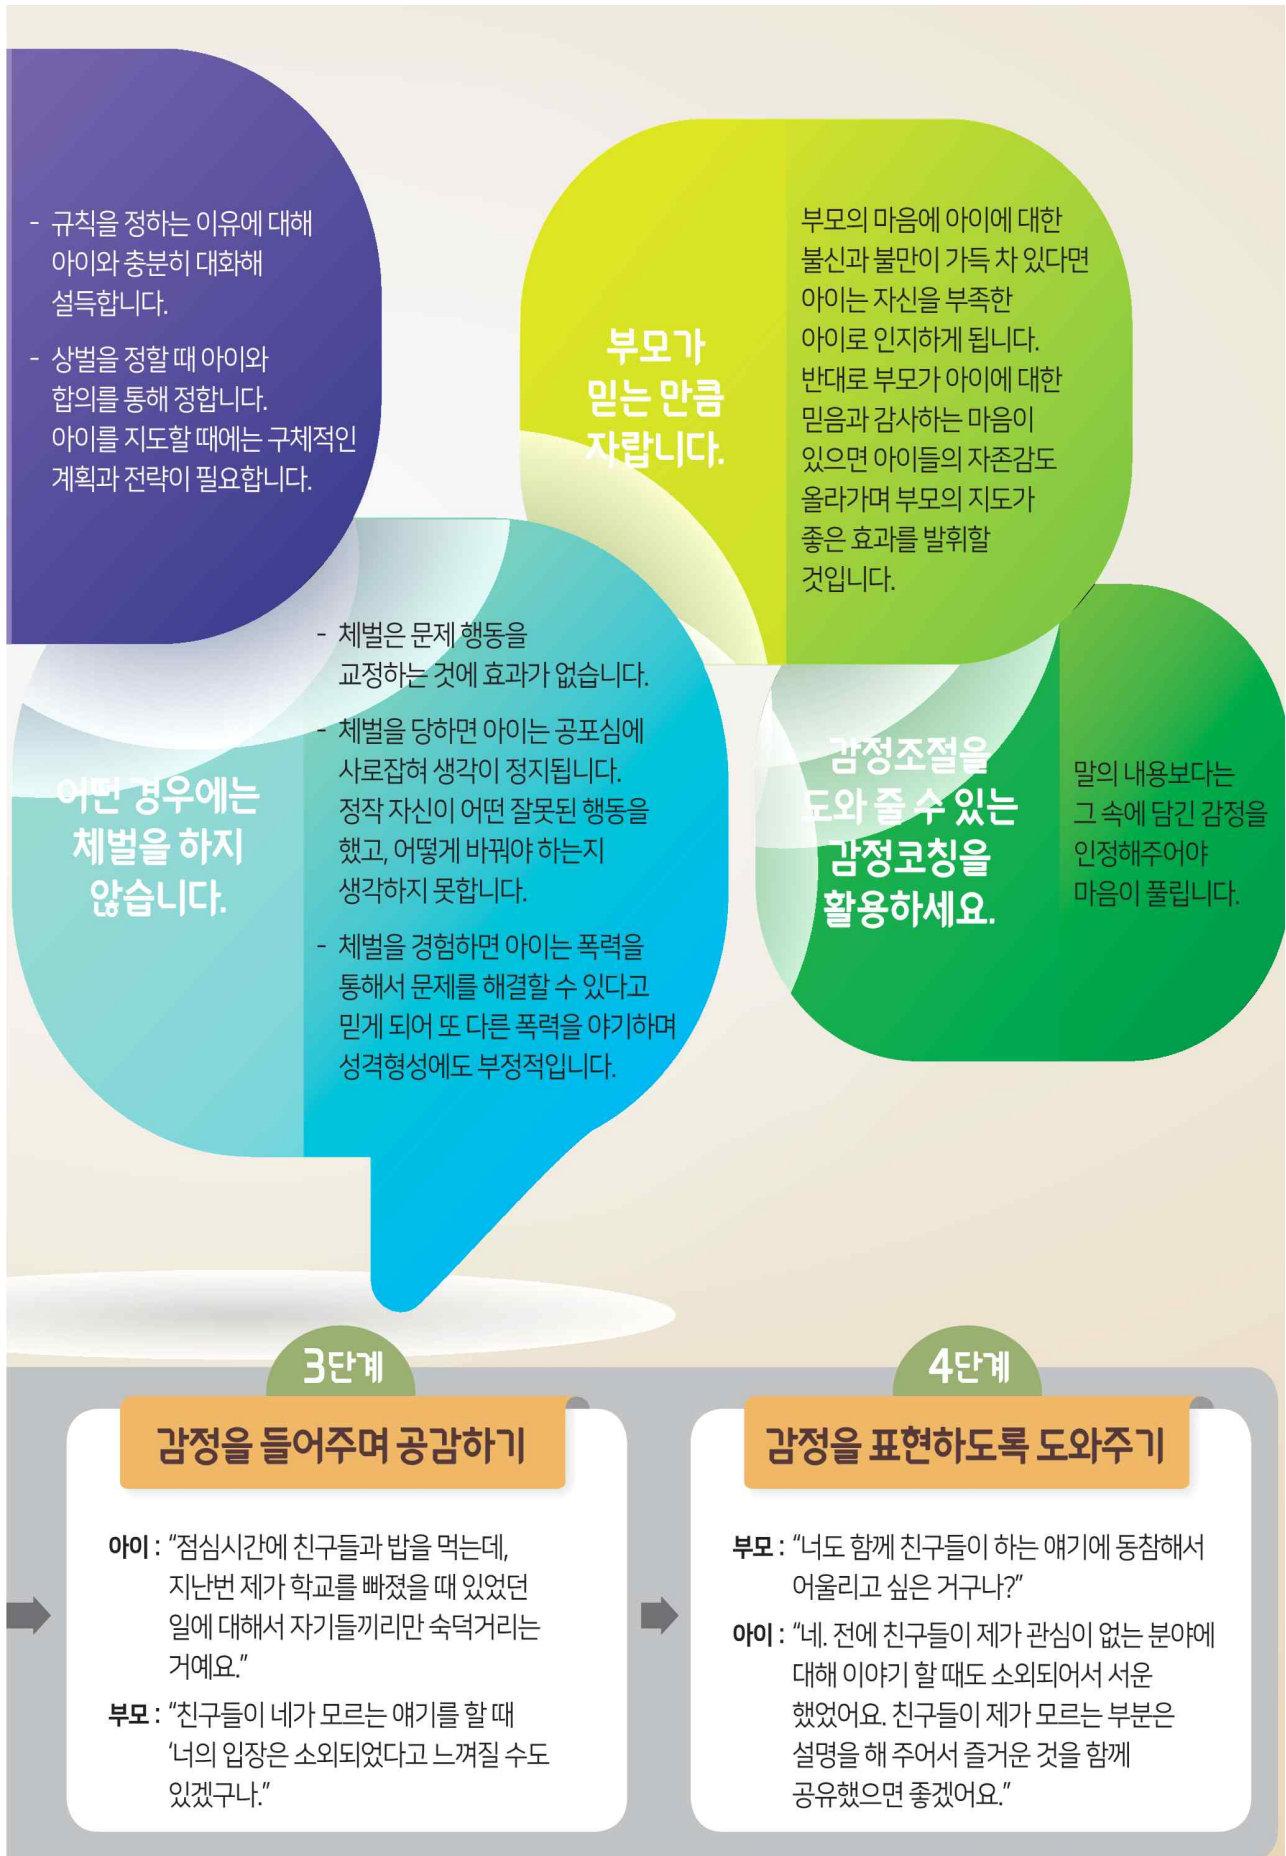 - 규칙을 정하는 이유에 대해
아이와 충분히 대화해
설득합니다.
- 상벌을 정할 때 아이와
합의를 통해 정합니다.
아이를 지도할 때에는 구체적인
계획과 전략이 필요합니다.
부모가
믿는 만큼
자랍니다.
부모의 마음에 아이에 대한
불신과 불만이 가득 차 있다면
아이는 자신을 부족한
아이로 인지하게 됩니다.
반대로 부모가 아이에 대한
믿음과 감사하는 마음이
있으면 아이들의 자존감도
올라가며 부모의 지도가
좋은 효과를 발휘할
것입니다.
어떤 경우에는
체벌을 하지
않습니다.
- 체벌은 문제 행동을
교정하는 것에 효과가 없습니다.
- 체벌을 당하면 아이는 공포심에
사로잡혀 생각이 정지됩니다.
정작 자신이 어떤 잘못된 행동을
했고, 어떻게 바꿔야 하는지
생각하지 못합니다.
- 체벌을 경험하면 아이는 폭력을
통해서 문제를 해결할 수 있다고
믿게 되어 또 다른 폭력을 야기하며
성격형성에도 부정적입니다.
감정조절을
도와 줄 수 있는
감정코칭을
활용하세요.
말의 내용보다는
그 속에 담긴 감정을
인정해주어야
마음이 풀립니다.
3단계
감정을 들어주며 공감하기
아이 : "점심시간에 친구들과 밥을 먹는데,
지난번 제가 학교를 빠졌을 때 있었던
일에 대해서 자기들끼리만 숙덕거리는
거예요."
부모 : "친구들이 네가 모르는 얘기를 할 때
'너의 입장은 소외되었다고 느껴질 수도
있겠구나."
4단계
감정을 표현하도록 도와주기
부모 : "너도 함께 친구들이 하는 얘기에 동참해서
어울리고 싶은 거구나?"
아이 : "네. 전에 친구들이 제가 관심이 없는 분야에
대해 이야기 할 때도 소외되어서 서운
했었어요. 친구들이 제가 모르는 부분은
설명을 해 주어서 즐거운 것을 함께
공유했으면 좋겠어요."